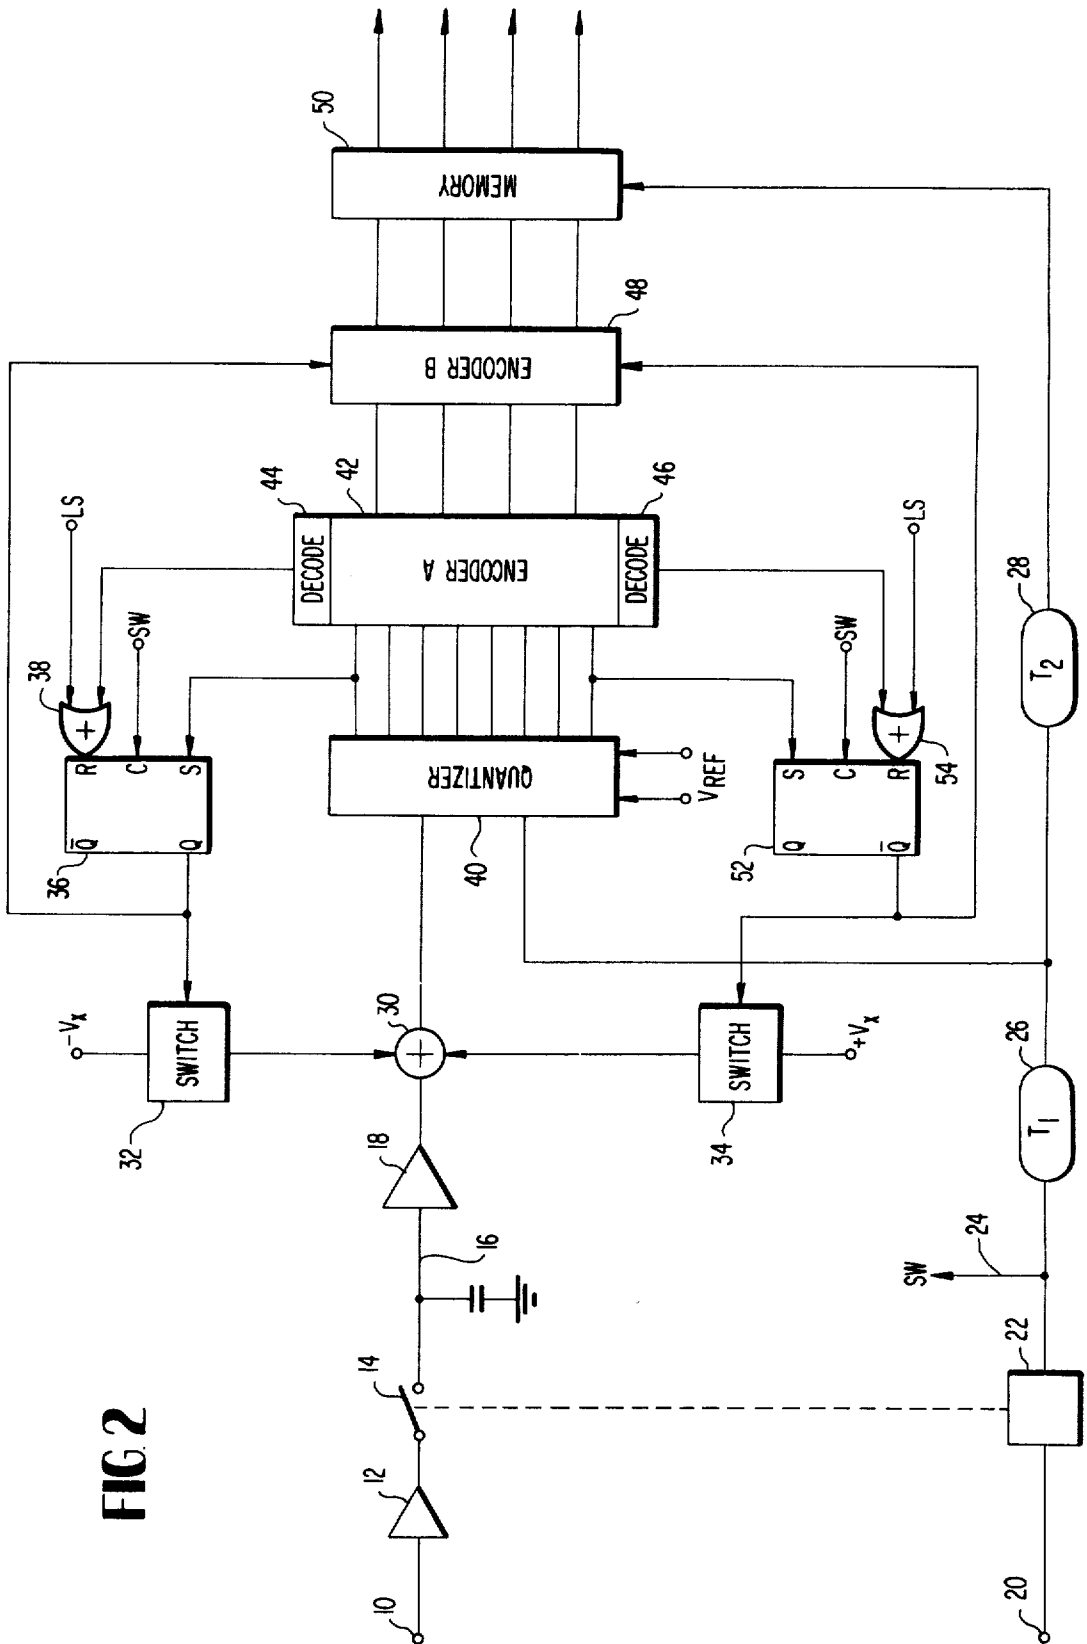 FIG. 2
50
MEMORY
48
ENCODER B
44
42
46
DECODE
ENCODER A
DECODE
LS
SW
38
R
C
S
Q̅
Q
36
QUANTIZER
40
VREF
LS
SW
54
S
C
R
Q
Q̅
52
-Vx
SWITCH
32
30
SWITCH
34
+Vx
18
16
14
12
10
28
T2
26
T1
24
SW
22
20